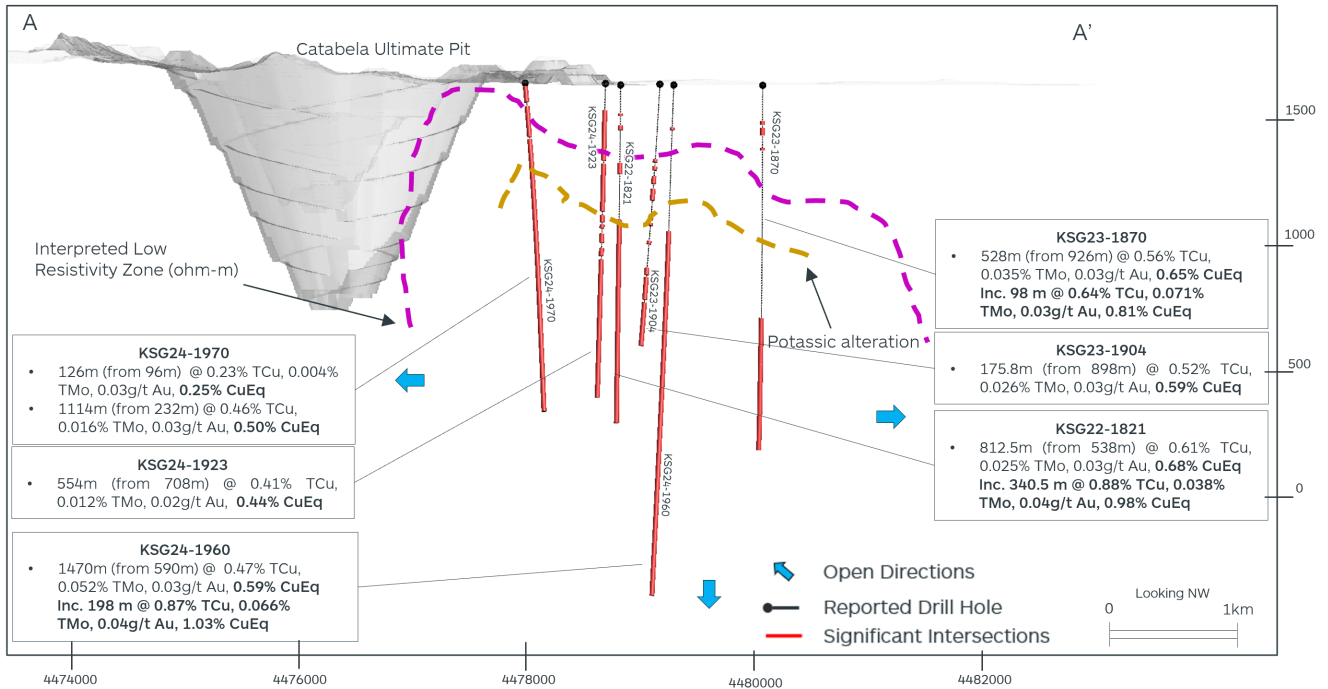 A
A'
Catabela Ultimate Pit
1500
1000
500
0
KSG24-1923
KSG22-1821
KSG23-1870
KSG24-1970
KSG23-1904
KSG24-1960
Interpreted Low
Resistivity Zone (ohm-m)
Potassic alteration
KSG24-1970
• 126m (from 96m) @ 0.23% TCu, 0.004%
TMo, 0.03g/t Au, 0.25% CuEq
• 1114m (from 232m) @ 0.46% TCu,
0.016% TMo, 0.03g/t Au, 0.50% CuEq
KSG24-1923
• 554m (from 708m) @ 0.41% TCu,
0.012% TMo, 0.02g/t Au, 0.44% CuEq
KSG24-1960
• 1470m (from 590m) @ 0.47% TCu,
0.052% TMo, 0.03g/t Au, 0.59% CuEq
Inc. 198 m @ 0.87% TCu, 0.066%
TMo, 0.04g/t Au, 1.03% CuEq
KSG23-1870
• 528m (from 926m) @ 0.56% TCu,
0.035% TMo, 0.03g/t Au, 0.65% CuEq
Inc. 98 m @ 0.64% TCu, 0.071%
TMo, 0.03g/t Au, 0.81% CuEq
KSG23-1904
• 175.8m (from 898m) @ 0.52% TCu,
0.026% TMo, 0.03g/t Au, 0.59% CuEq
KSG22-1821
• 812.5m (from 538m) @ 0.61% TCu,
0.025% TMo, 0.03g/t Au, 0.68% CuEq
Inc. 340.5 m @ 0.88% TCu, 0.038%
TMo, 0.04g/t Au, 0.98% CuEq
Open Directions
Reported Drill Hole
Significant Intersections
Looking NW
0 1km
4474000 4476000 4478000 4480000 4482000